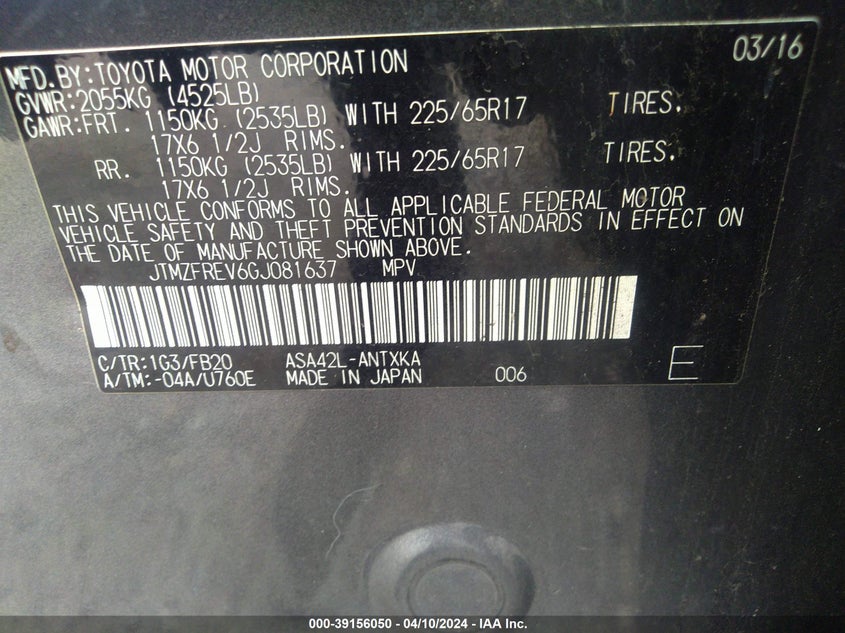 03/16
MFD.BY:TOYOTA MOTOR CORPORATION
GVWR:2055KG (4525LB)
GAWR:FRT. 1150KG (2535LB) WITH 225/65R17 TIRES.
17X6 1/2J RIMS.
RR. 1150KG (2535LB) WITH 225/65R17 TIRES.
17X6 1/2J RIMS.
THIS VEHICLE CONFORMS TO ALL APPLICABLE FEDERAL MOTOR
VEHICLE SAFETY AND THEFT PREVENTION STANDARDS IN EFFECT ON
THE DATE OF MANUFACTURE SHOWN ABOVE.
JTMZFREV6GJ081637 MPV
C/TR:1G3/FB20 ASA42L-ANTXKA
A/TM:-04A/U760E MADE IN JAPAN 006 E
000-39156050 - 04/10/2024 - IAA Inc.